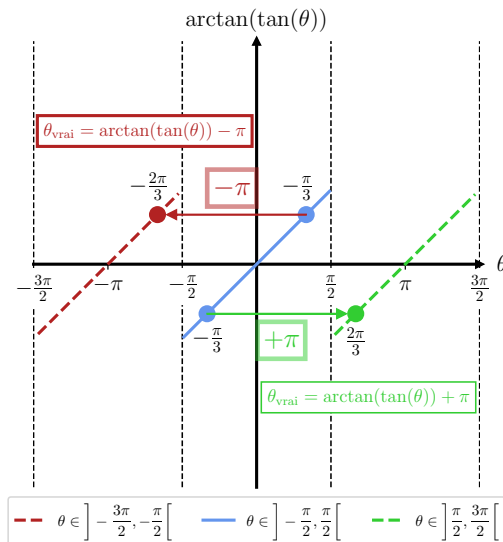 arctan(tan(θ))
θ_vrai = arctan(tan(θ)) − π
−2π/3
−π
−π/3
−3π/2
−π
−π/2
π/2
π
3π/2
θ
−π/3
+π
2π/3
θ_vrai = arctan(tan(θ)) + π
θ ∈ ] − 3π/2, −π/2 [
θ ∈ ] − π/2, π/2 [
θ ∈ ] π/2, 3π/2 [